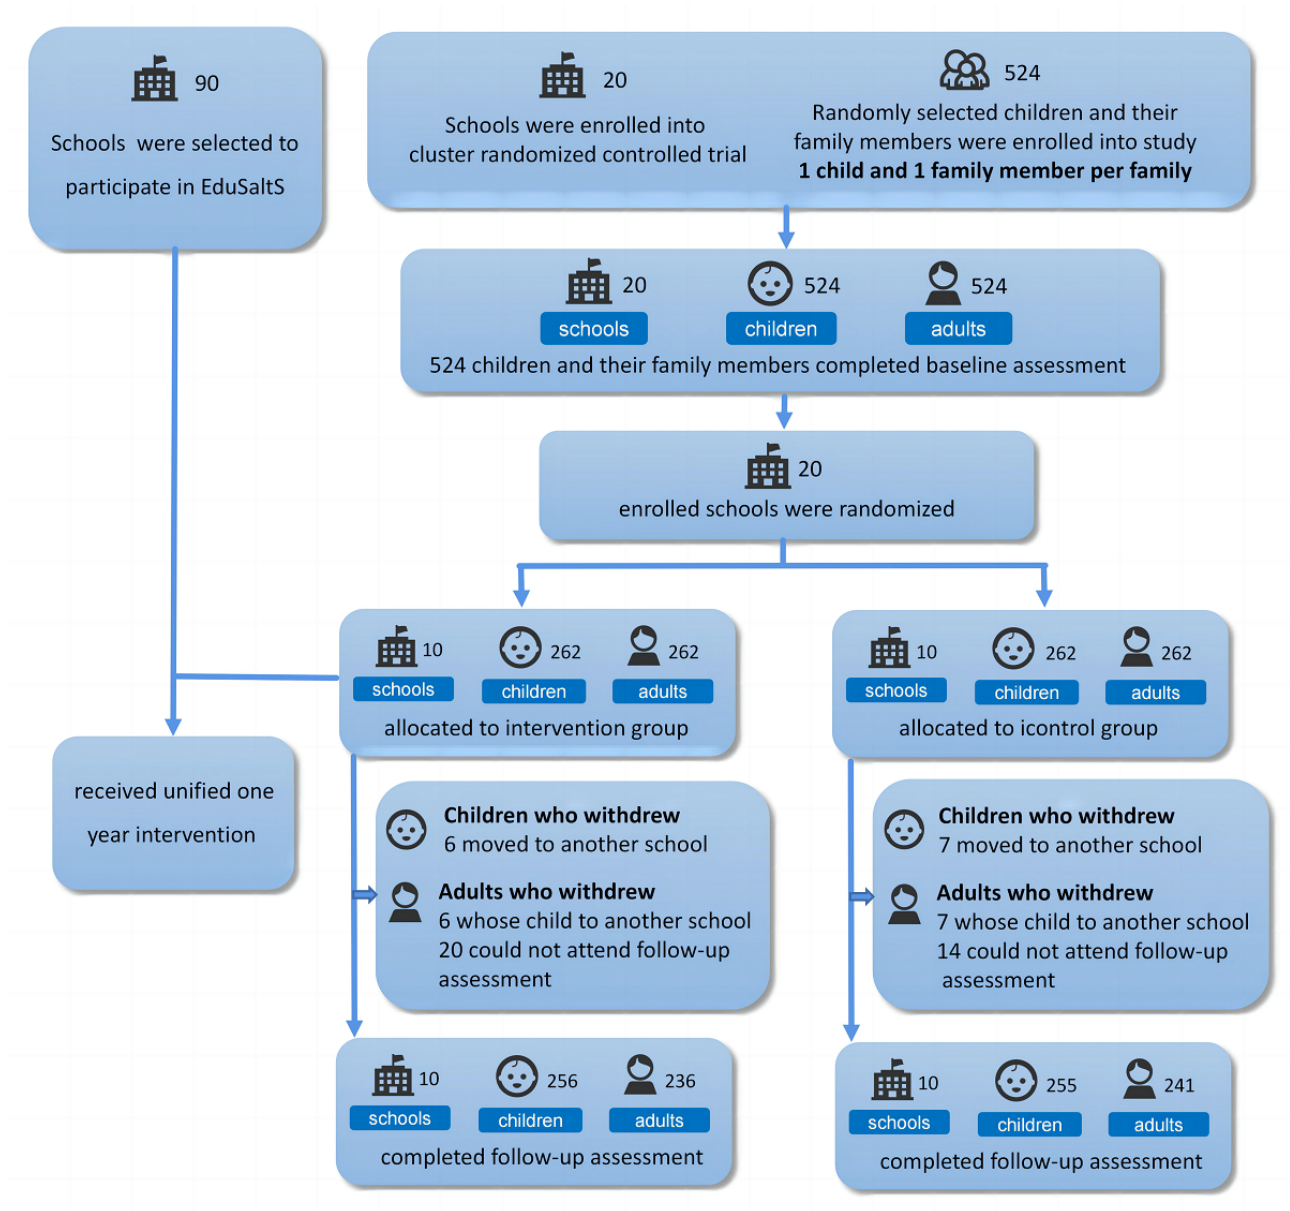 90
Schools were selected to
participate in EduSaltS
20
Schools were enrolled into
cluster randomized controlled trial
524
Randomly selected children and their
family members were enrolled into study
1 child and 1 family member per family
20
schools
524
children
524
adults
524 children and their family members completed baseline assessment
20
enrolled schools were randomized
10
schools
262
children
262
adults
allocated to intervention group
10
schools
262
children
262
adults
allocated to icontrol group
received unified one
year intervention
Children who withdrew
6 moved to another school
Adults who withdrew
6 whose child to another school
20 could not attend follow-up
assessment
Children who withdrew
7 moved to another school
Adults who withdrew
7 whose child to another school
14 could not attend follow-up
assessment
10
schools
256
children
236
adults
completed follow-up assessment
10
schools
255
children
241
adults
completed follow-up assessment